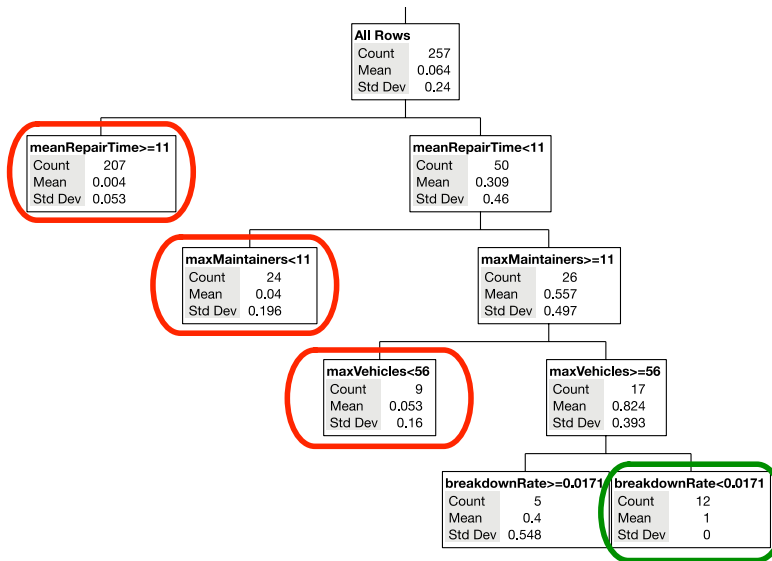 All Rows
Count 257
Mean 0.064
Std Dev 0.24
meanRepairTime>=11
Count 207
Mean 0.004
Std Dev 0.053
meanRepairTime<11
Count 50
Mean 0.309
Std Dev 0.46
maxMaintainers<11
Count 24
Mean 0.04
Std Dev 0.196
maxMaintainers>=11
Count 26
Mean 0.557
Std Dev 0.497
maxVehicles<56
Count 9
Mean 0.053
Std Dev 0.16
maxVehicles>=56
Count 17
Mean 0.824
Std Dev 0.393
breakdownRate>=0.0171
Count 5
Mean 0.4
Std Dev 0.548
breakdownRate<0.0171
Count 12
Mean 1
Std Dev 0